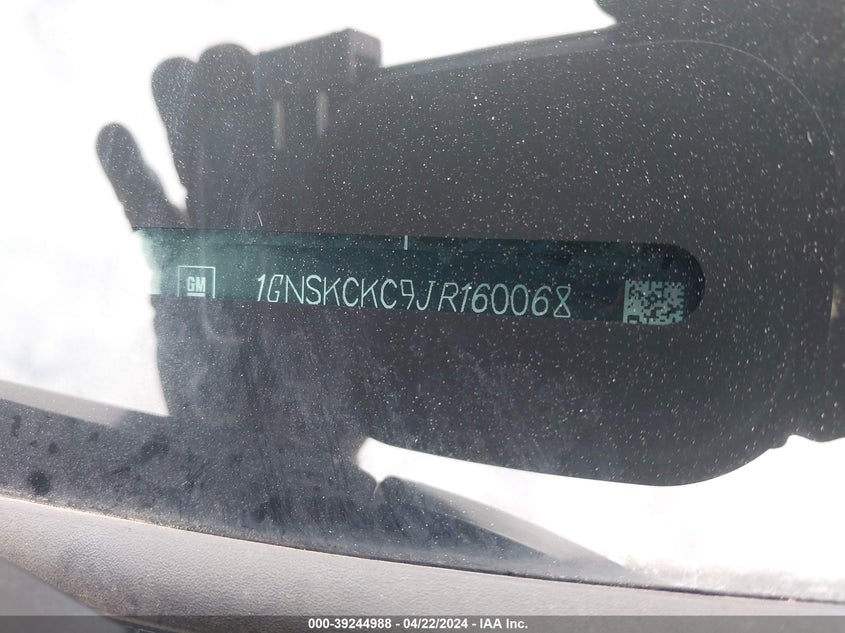 GM 1GNSKCKC9JR160068
000-39244988 - 04/22/2024 - IAA Inc.